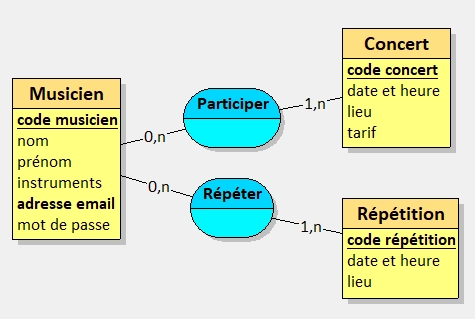 Musicien
code musicien
nom
prénom
instruments
adresse email
mot de passe
0,n
Participer
1,n
Concert
code concert
date et heure
lieu
tarif
0,n
Répéter
1,n
Répétition
code répétition
date et heure
lieu